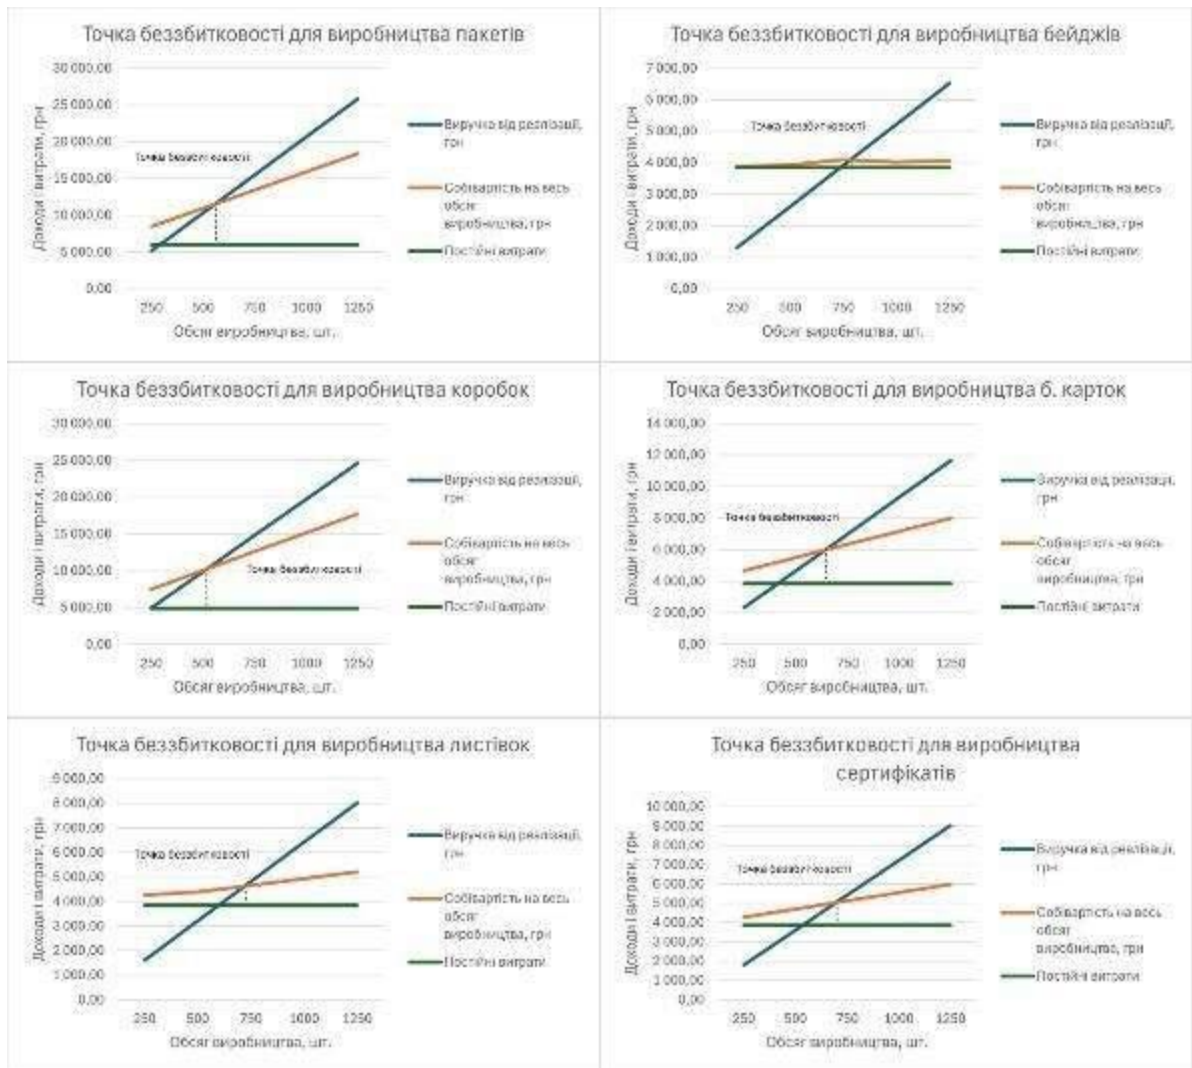 Точка беззбитковості для виробництва пакетів
30 000,00
25 000,00
20 000,00
15 000,00
10 000,00
5 000,00
0,00
Доходи і витрати, грн
Точка беззбитковості
250 500 750 1000 1250
Обсяг виробництва, шт.
Виручка від реалізації,
грн
Собівартість на весь
обсяг
виробництва, грн
Постійні витрати
Точка беззбитковості для виробництва бейджів
7 000,00
6 000,00
5 000,00
4 000,00
3 000,00
2 000,00
1 000,00
0,00
Доходи і витрати, грн
Точка беззбитковості
250 500 750 1000 1250
Обсяг виробництва, шт.
Виручка від реалізації,
грн
Собівартість на весь
обсяг
виробництва, грн
Постійні витрати
Точка беззбитковості для виробництва коробок
30 000,00
25 000,00
20 000,00
15 000,00
10 000,00
5 000,00
0,00
Доходи і витрати, грн
Точка беззбитковості
250 500 750 1000 1250
Обсяг виробництва, шт.
Виручка від реалізації,
грн
Собівартість на весь
обсяг
виробництва, грн
Постійні витрати
Точка беззбитковості для виробництва б. карток
14 000,00
12 000,00
10 000,00
8 000,00
6 000,00
4 000,00
2 000,00
0,00
Доходи і витрати, грн
Точка беззбитковості
250 500 750 1000 1250
Обсяг виробництва, шт.
Виручка від реалізації,
грн
Собівартість на весь
обсяг
виробництва, грн
Постійні витрати
Точка беззбитковості для виробництва листівок
9 000,00
8 000,00
7 000,00
6 000,00
5 000,00
4 000,00
3 000,00
2 000,00
1 000,00
0,00
Доходи і витрати, грн
Точка беззбитковості
250 500 750 1000 1250
Обсяг виробництва, шт.
Виручка від реалізації,
грн
Собівартість на весь
обсяг
виробництва, грн
Постійні витрати
Точка беззбитковості для виробництва
сертифікатів
10 000,00
9 000,00
8 000,00
7 000,00
6 000,00
5 000,00
4 000,00
3 000,00
2 000,00
1 000,00
0,00
Доходи і витрати, грн
Точка беззбитковості
250 500 750 1000 1250
Обсяг виробництва, шт.
Виручка від реалізації,
грн
Собівартість на весь
обсяг
виробництва, грн
Постійні витрати